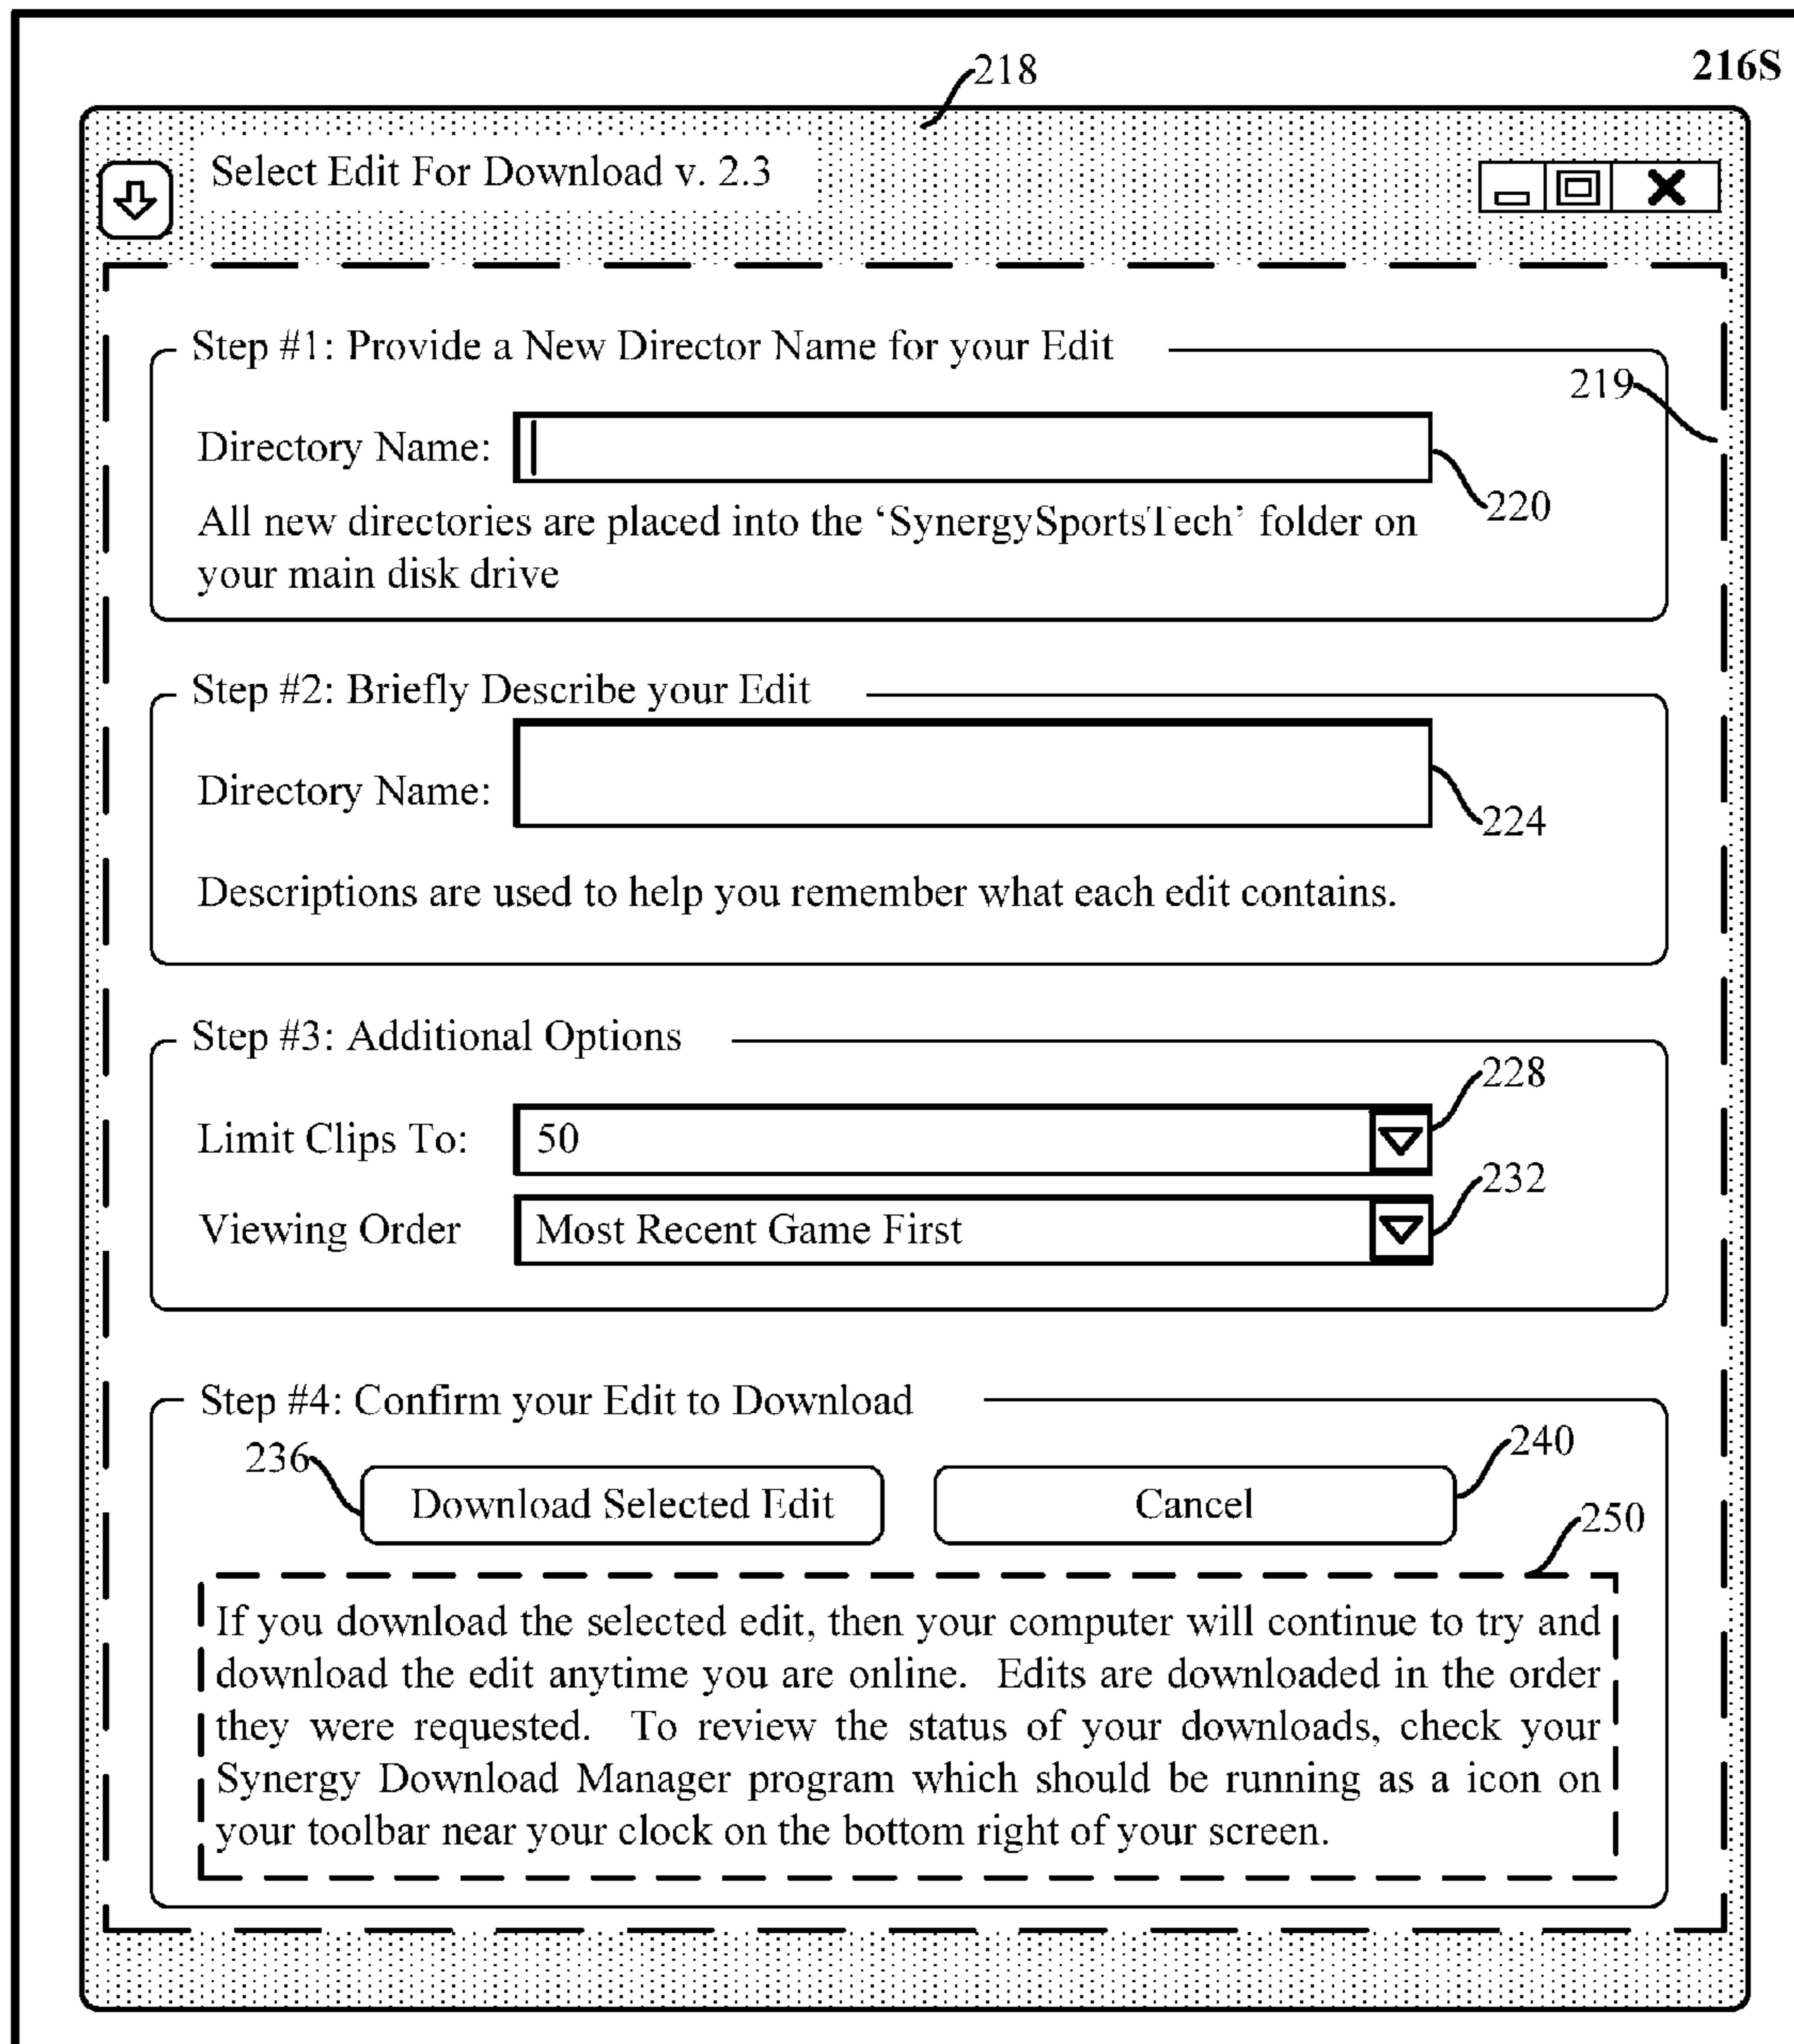 216S
218
Select Edit For Download v. 2.3
Step #1: Provide a New Director Name for your Edit
219
Directory Name:
220
All new directories are placed into the ‘SynergySportsTech’ folder on
your main disk drive
Step #2: Briefly Describe your Edit
Directory Name:
224
Descriptions are used to help you remember what each edit contains.
Step #3: Additional Options
228
Limit Clips To: 50
232
Viewing Order Most Recent Game First
Step #4: Confirm your Edit to Download
236 240
Download Selected Edit Cancel
250
If you download the selected edit, then your computer will continue to try and
download the edit anytime you are online. Edits are downloaded in the order
they were requested. To review the status of your downloads, check your
Synergy Download Manager program which should be running as a icon on
your toolbar near your clock on the bottom right of your screen.